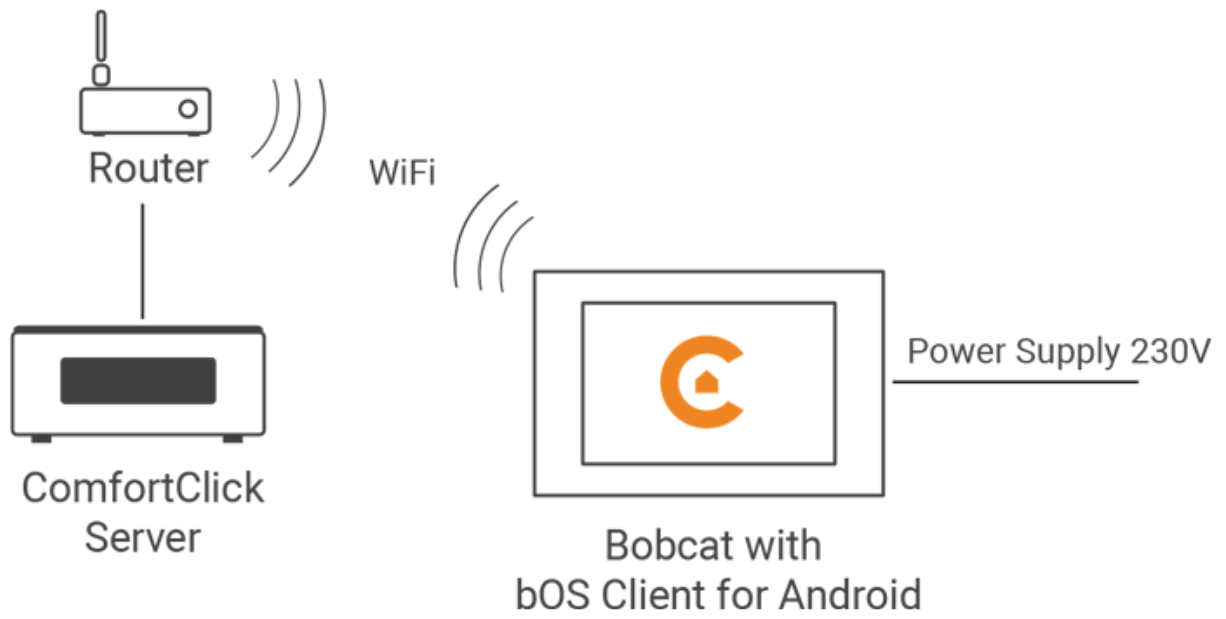 Router
WiFi
Power Supply 230V
ComfortClick
Server
Bobcat with
bOS Client for Android